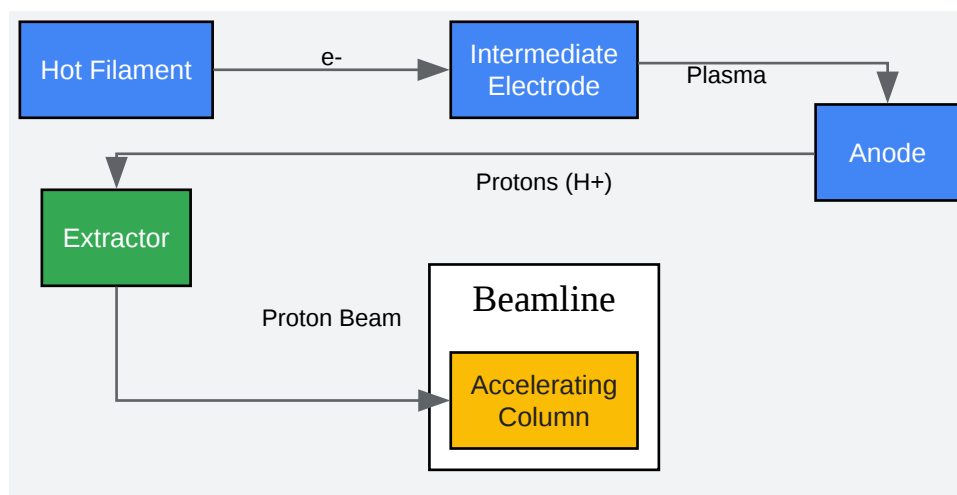 Hot Filament
e-
Intermediate
Electrode
Plasma
Anode
Protons (H+)
Extractor
Proton Beam
Beamline
Accelerating
Column